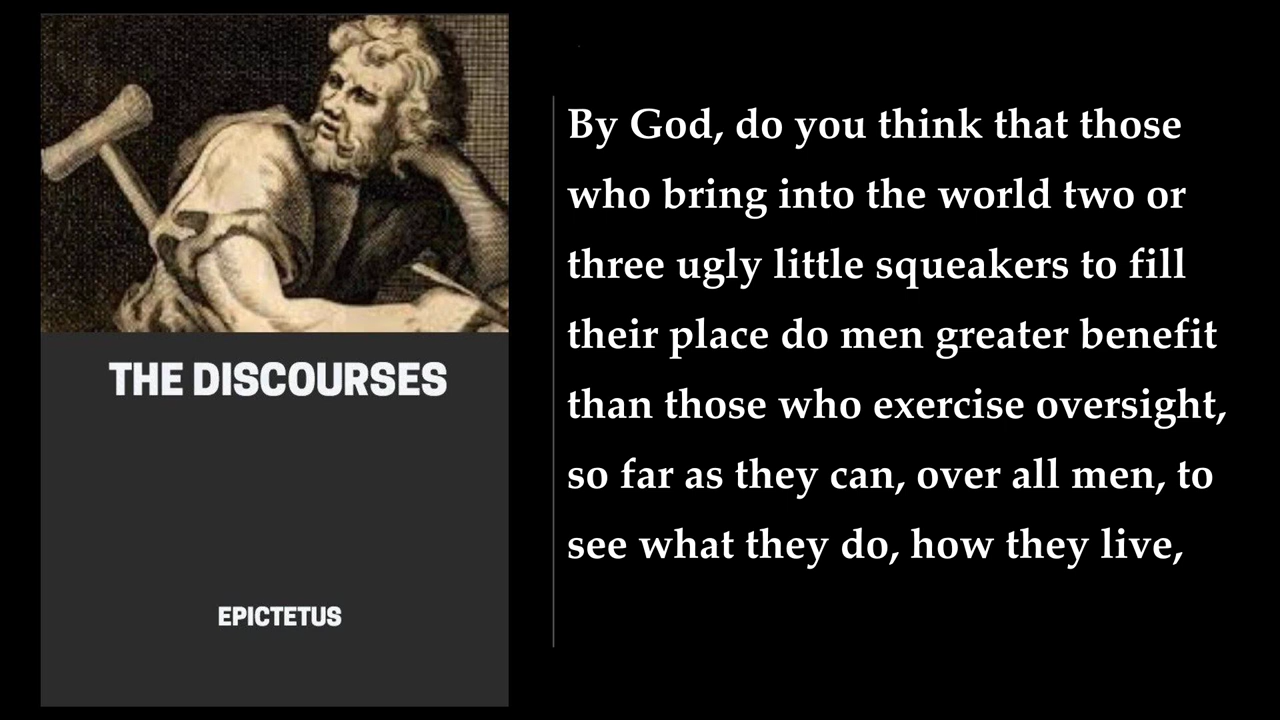 THE DISCOURSES
EPICTETUS
By God, do you think that those
who bring into the world two or
three ugly little squeakers to fill
their place do men greater benefit
than those who exercise oversight,
so far as they can, over all men, to
see what they do, how they live,